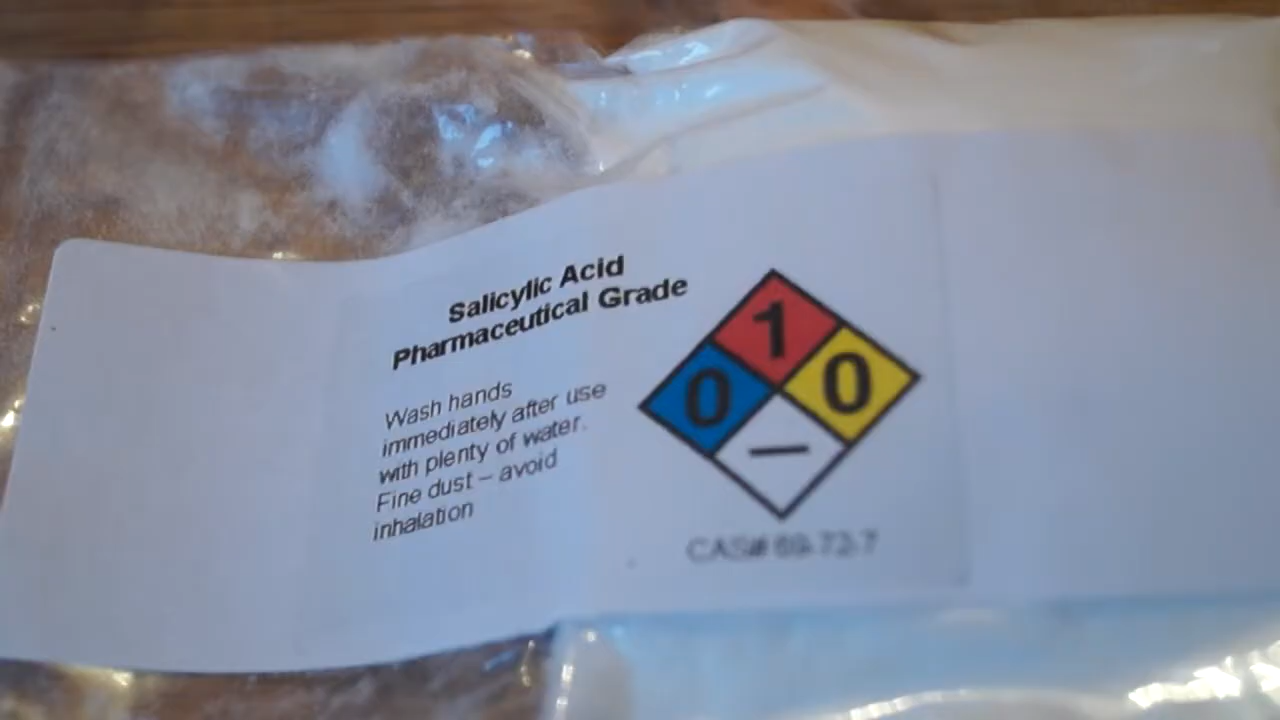 Salicylic Acid
Pharmaceutical Grade
Wash hands
immediately after use
with plenty of water.
Fine dust – avoid
inhalation
1
0
0
—
CAS# 69-72-7